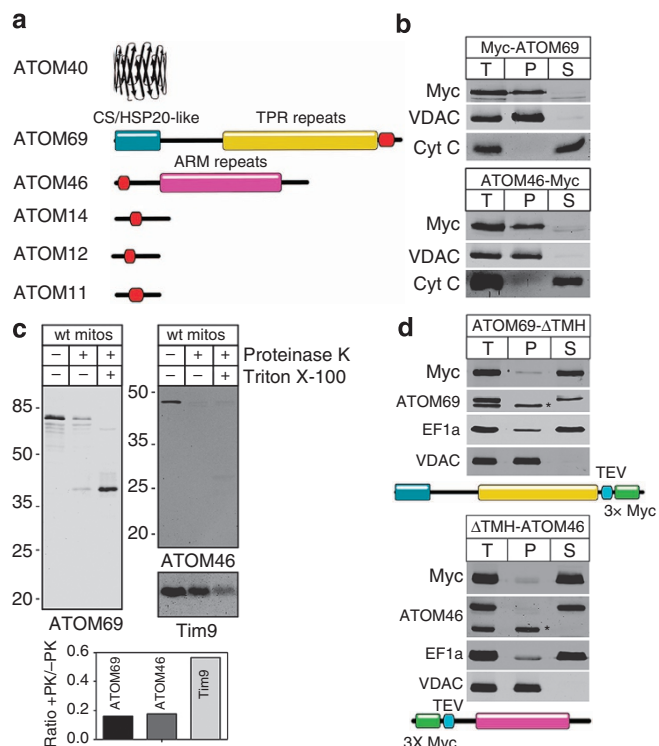 a
ATOM40
CS/HSP20-like TPR repeats
ATOM69
ARM repeats
ATOM46
ATOM14
ATOM12
ATOM11
b
Myc-ATOM69
T P S
Myc
VDAC
Cyt C
ATOM46-Myc
T P S
Myc
VDAC
Cyt C
c
wt mitos
– + +
+
85-
50-
35-
25-
20-
ATOM69
wt mitos
– + + Proteinase K
+ Triton X-100
50-
35-
25-
20-
ATOM46
Tim9
Ratio +PK/–PK
0.6
0.4
0.2
0.0
ATOM69
ATOM46
Tim9
d
ATOM69-ΔTMH
T P S
Myc
ATOM69 *
EF1a
VDAC
TEV
3× Myc
ΔTMH-ATOM46
T P S
Myc
ATOM46 *
EF1a
VDAC
TEV
3X Myc